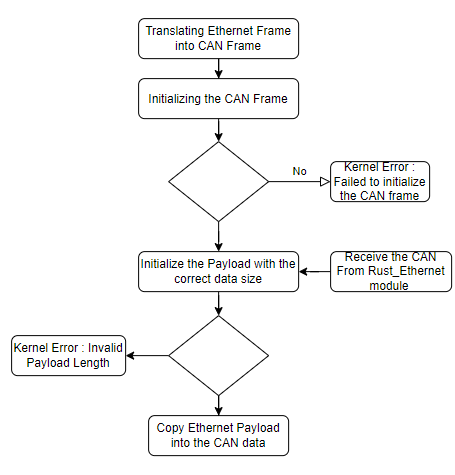 Translating Ethernet Frame
into CAN Frame
Initializing the CAN Frame
No
Kernel Error :
Failed to initialize
the CAN frame
Initialize the Payload with the
correct data size
Receive the CAN
From Rust_Ethernet
module
Kernel Error : Invalid
Payload Length
Copy Ethernet Payload
into the CAN data